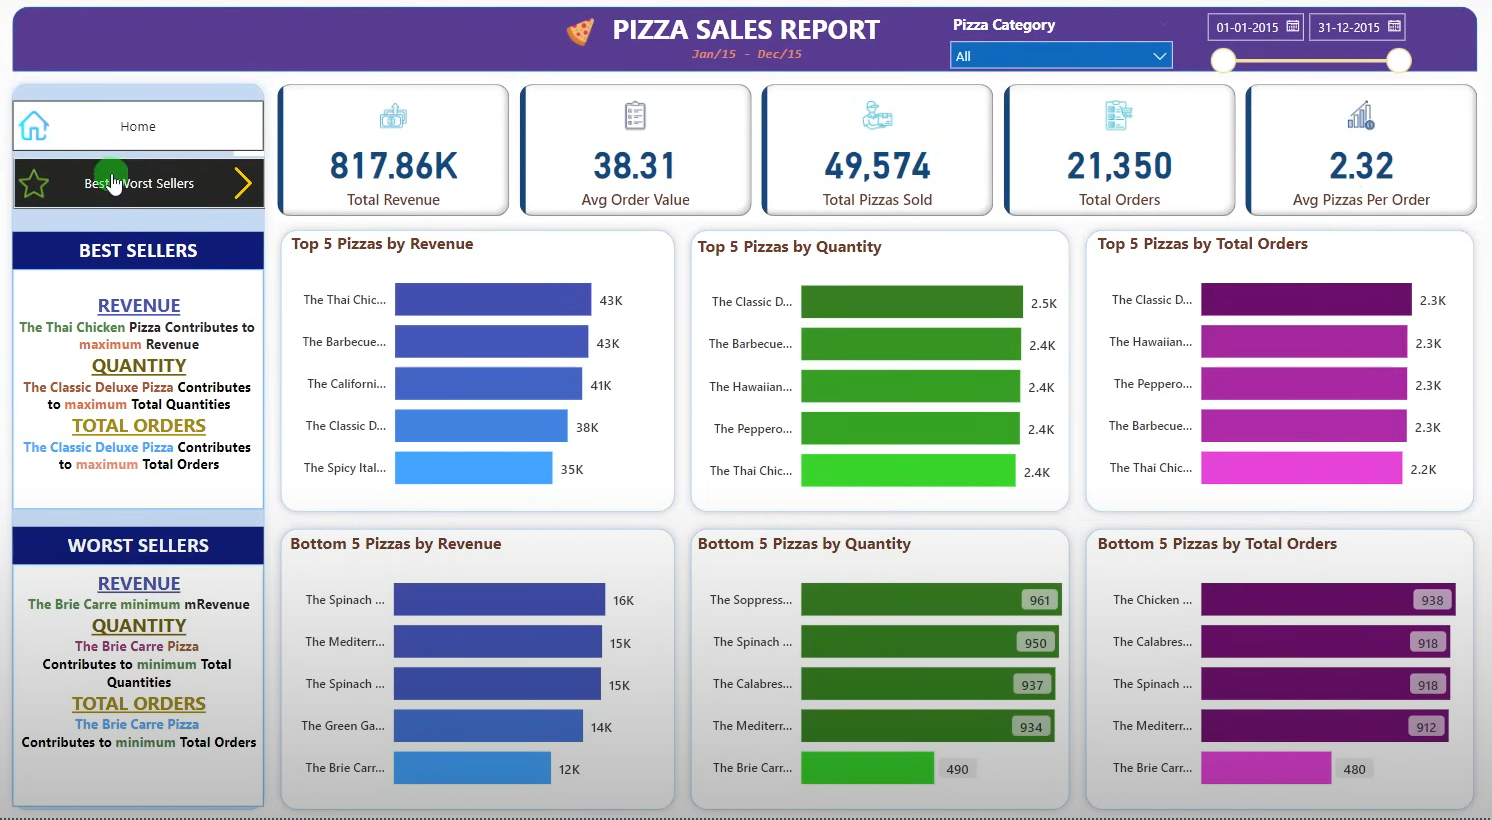 PIZZA SALES REPORT
Jan/15 - Dec/15
Pizza Category
All
01-01-2015
31-12-2015
Home
Best/Worst Sellers
817.86K
Total Revenue
38.31
Avg Order Value
49,574
Total Pizzas Sold
21,350
Total Orders
2.32
Avg Pizzas Per Order
BEST SELLERS
REVENUE
The Thai Chicken Pizza Contributes to
maximum Revenue
QUANTITY
The Classic Deluxe Pizza Contributes
to maximum Total Quantities
TOTAL ORDERS
The Classic Deluxe Pizza Contributes
to maximum Total Orders
WORST SELLERS
REVENUE
The Brie Carre minimum mRevenue
QUANTITY
The Brie Carre Pizza
Contributes to minimum Total
Quantities
TOTAL ORDERS
The Brie Carre Pizza
Contributes to minimum Total Orders
Top 5 Pizzas by Revenue
The Thai Chic... 43K
The Barbecue... 43K
The Californi... 41K
The Classic D... 38K
The Spicy Ital... 35K
Top 5 Pizzas by Quantity
The Classic D... 2.5K
The Barbecue... 2.4K
The Hawaiian... 2.4K
The Peppero... 2.4K
The Thai Chic... 2.4K
Top 5 Pizzas by Total Orders
The Classic D... 2.3K
The Hawaiian... 2.3K
The Peppero... 2.3K
The Barbecue... 2.3K
The Thai Chic... 2.2K
Bottom 5 Pizzas by Revenue
The Spinach ... 16K
The Mediterr... 15K
The Spinach ... 15K
The Green Ga... 14K
The Brie Carr... 12K
Bottom 5 Pizzas by Quantity
The Soppress... 961
The Spinach ... 950
The Calabres... 937
The Mediterr... 934
The Brie Carr... 490
Bottom 5 Pizzas by Total Orders
The Chicken ... 938
The Calabres... 918
The Spinach ... 918
The Mediterr... 912
The Brie Carr... 480